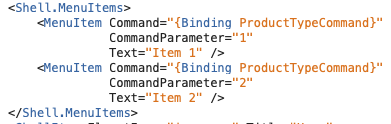 <Shell.MenuItems>
    <MenuItem Command="{Binding ProductTypeCommand}"
              CommandParameter="1"
              Text="Item 1" />
    <MenuItem Command="{Binding ProductTypeCommand}"
              CommandParameter="2"
              Text="Item 2" />
</Shell.MenuItems>